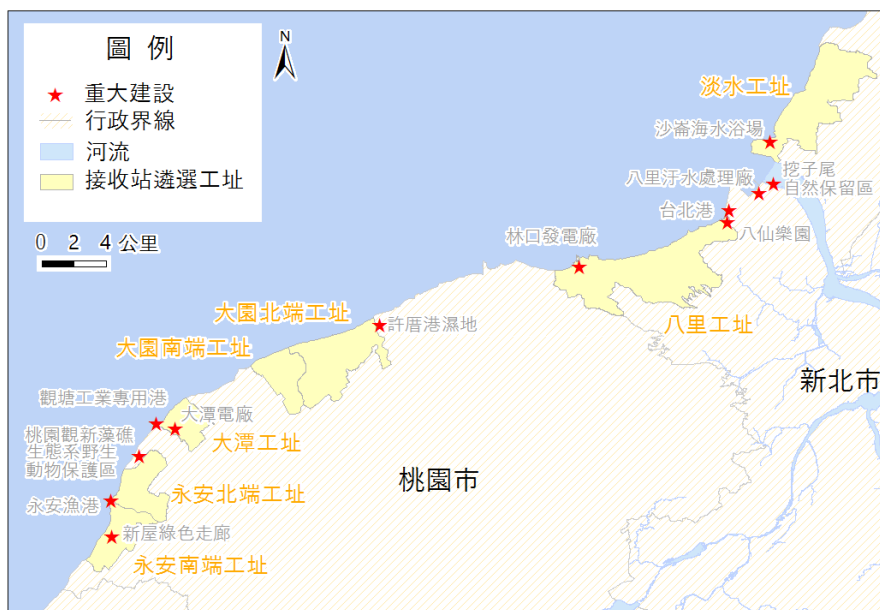 圖 例
重大建設
行政界線
河流
接收站遴選工址
0 2 4 公里
N
淡水工址
沙崙海水浴場
挖子尾
自然保留區
八里汙水處理廠
台北港
八仙樂園
林口發電廠
八里工址
大園北端工址
許厝港濕地
大園南端工址
新北市
觀塘工業專用港
大潭電廠
桃園觀新藻礁
生態系野生
動物保護區
大潭工址
桃園市
永安北端工址
永安漁港
新屋綠色走廊
永安南端工址